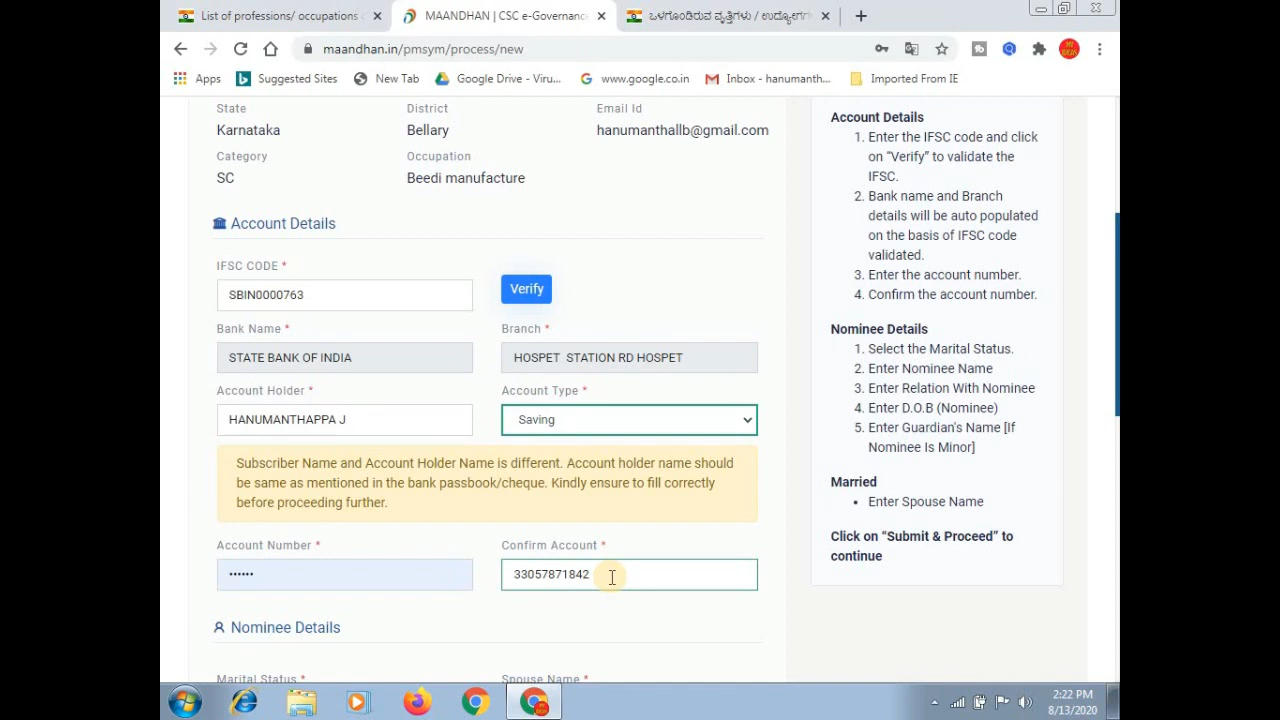 List of professions/ occupations
MAANDHAN | CSC e-Governance
ಒಳಗೊಂಡಿರುವ ವೃತ್ತಿಗಳು / ಉದ್ಯೋಗಗ
maandhan.in/pmsym/process/new
Apps
Suggested Sites
New Tab
Google Drive - Viru...
www.google.co.in
Inbox - hanumanth...
Imported From IE
State
District
Email Id
Karnataka
Bellary
hanumanthallb@gmail.com
Category
Occupation
SC
Beedi manufacture
Account Details
IFSC CODE *
SBIN0000763
Verify
Bank Name *
Branch *
STATE BANK OF INDIA
HOSPET STATION RD HOSPET
Account Holder *
Account Type *
HANUMANTHAPPA J
Saving
Subscriber Name and Account Holder Name is different. Account holder name should
be same as mentioned in the bank passbook/cheque. Kindly ensure to fill correctly
before proceeding further.
Account Number *
Confirm Account *
••••••
33057871842
Nominee Details
Marital Status *
Spouse Name *
Account Details
1. Enter the IFSC code and click
on “Verify” to validate the
IFSC.
2. Bank name and Branch
details will be auto populated
on the basis of IFSC code
validated.
3. Enter the account number.
4. Confirm the account number.
Nominee Details
1. Select the Marital Status.
2. Enter Nominee Name
3. Enter Relation With Nominee
4. Enter D.O.B (Nominee)
5. Enter Guardian's Name [If
Nominee Is Minor]
Married
• Enter Spouse Name
Click on “Submit & Proceed” to
continue
2:22 PM
8/13/2020